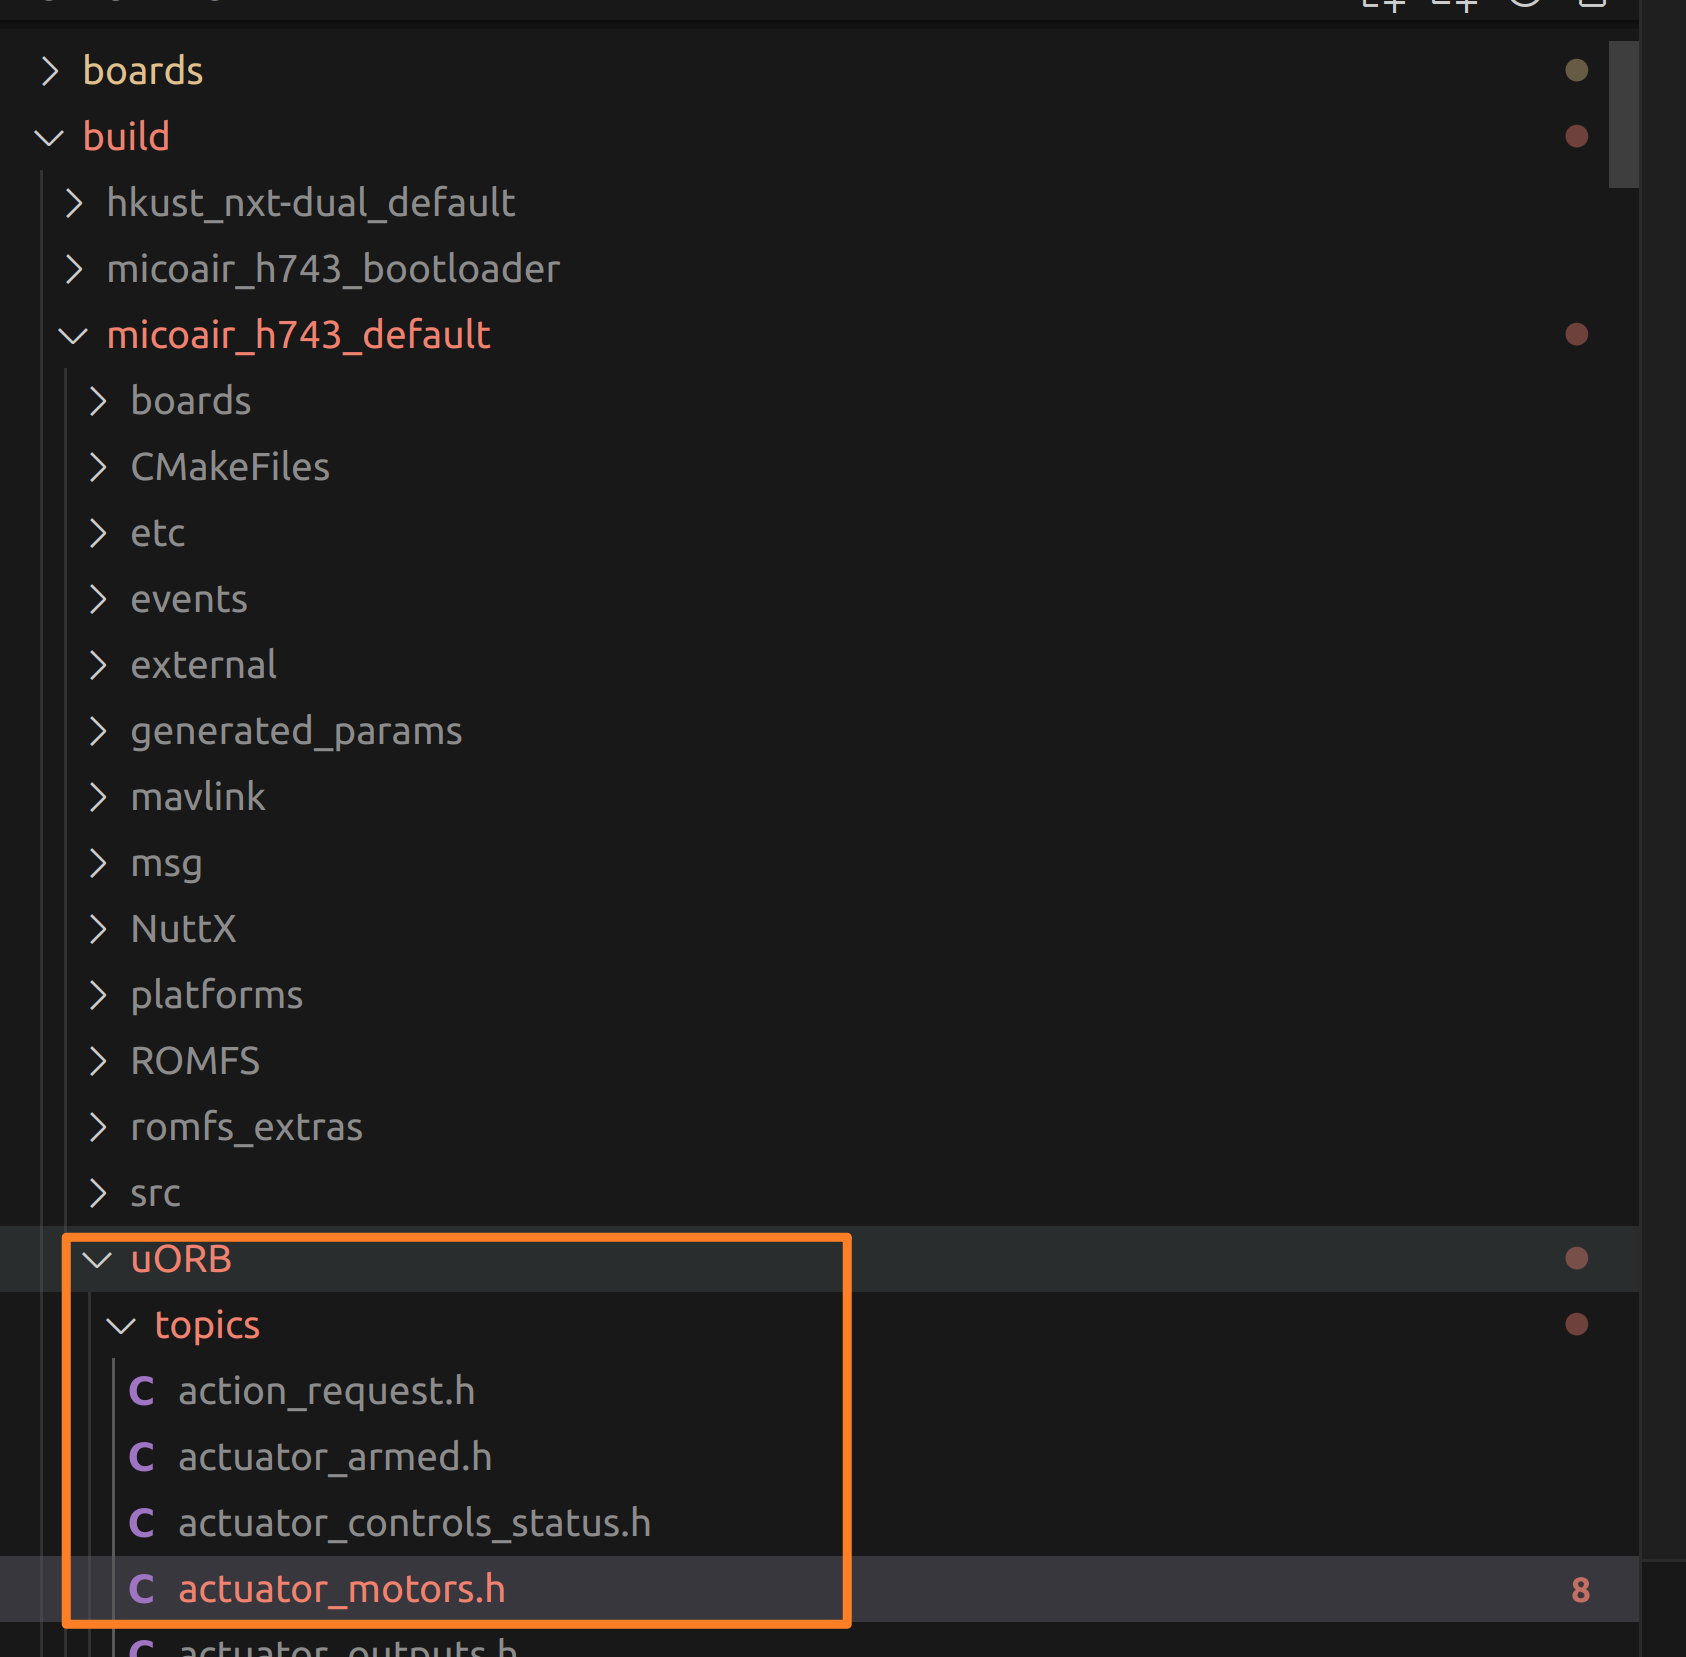 boards
build
hkust_nxt-dual_default
micoair_h743_bootloader
micoair_h743_default
boards
CMakeFiles
etc
events
external
generated_params
mavlink
msg
NuttX
platforms
ROMFS
romfs_extras
src
uORB
topics
C action_request.h
C actuator_armed.h
C actuator_controls_status.h
C actuator_motors.h 8
C actuator_outputs.h